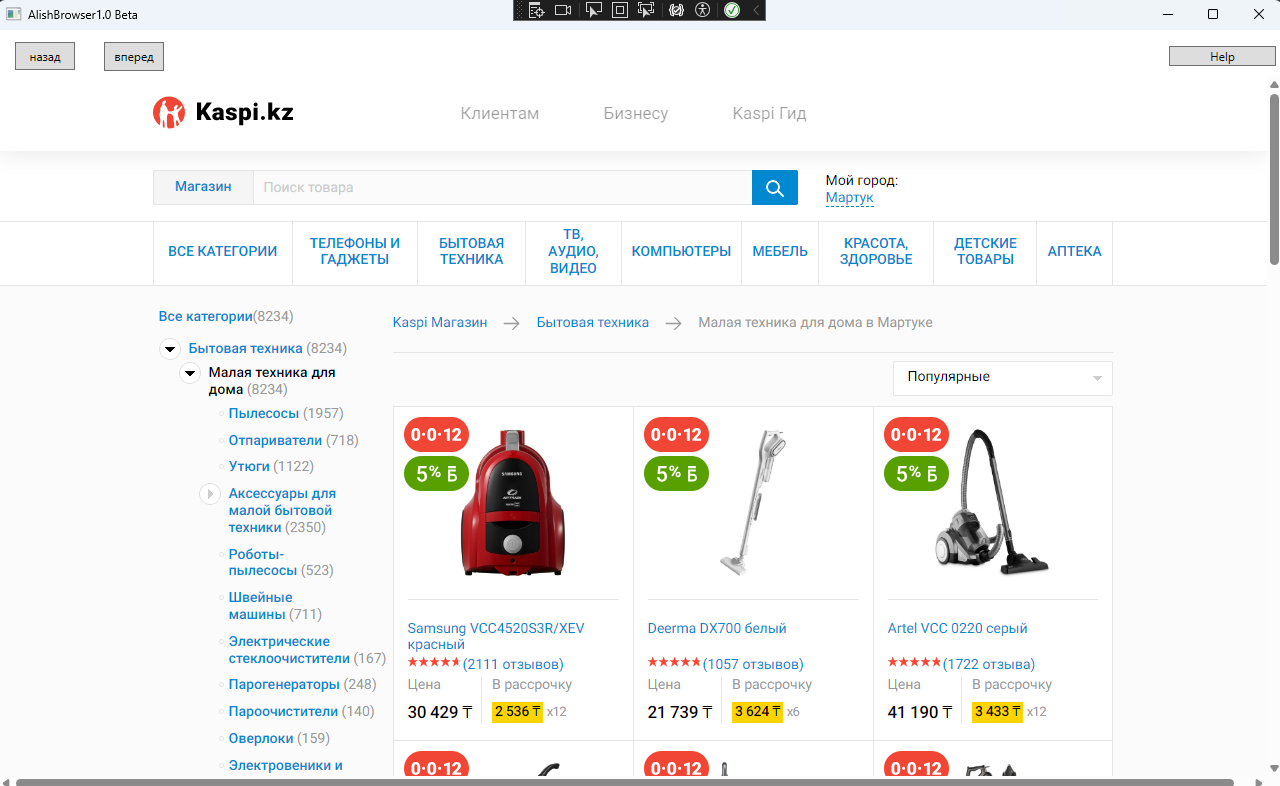 AlishBrowser1.0 Beta
назад
вперед
Help
Kaspi.kz
Клиентам
Бизнесу
Kaspi Гид
Магазин
Поиск товара
Мой город:
Мартук
ВСЕ КАТЕГОРИИ
ТЕЛЕФОНЫ И
ГАДЖЕТЫ
БЫТОВАЯ
ТЕХНИКА
ТВ,
АУДИО,
ВИДЕО
КОМПЬЮТЕРЫ
МЕБЕЛЬ
КРАСОТА,
ЗДОРОВЬЕ
ДЕТСКИЕ
ТОВАРЫ
АПТЕКА
Все категории(8234)
Бытовая техника (8234)
Малая техника для
дома (8234)
Пылесосы (1957)
Отпариватели (718)
Утюги (1122)
Аксессуары для
малой бытовой
техники (2350)
Роботы-
пылесосы (523)
Швейные
машины (711)
Электрические
стеклоочистители (167)
Парогенераторы (248)
Пароочистители (140)
Оверлоки (159)
Электровеники и
Kaspi Магазин
Бытовая техника
Малая техника для дома в Мартуке
Популярные
0·0·12
5% Б
SAMSUNG
Samsung VCC4520S3R/XEV
красный
(2111 отзывов)
Цена
В рассрочку
30 429 ₸
2 536 ₸ x12
0·0·12
5% Б
Deerma DX700 белый
(1057 отзывов)
Цена
В рассрочку
21 739 ₸
3 624 ₸ x6
0·0·12
5% Б
Artel VCC 0220 серый
(1722 отзыва)
Цена
В рассрочку
41 190 ₸
3 433 ₸ x12
0·0·12
0·0·12
0·0·12